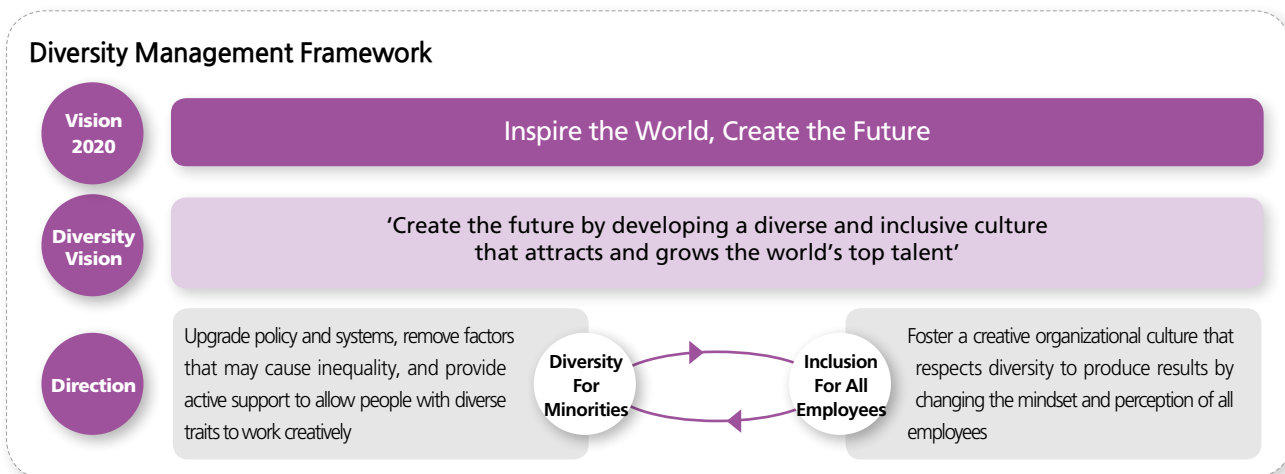 Diversity Management Framework
Vision
2020
Inspire the World, Create the Future
Diversity
Vision
‘Create the future by developing a diverse and inclusive culture
that attracts and grows the world’s top talent’
Direction
Upgrade policy and systems, remove factors
that may cause inequality, and provide
active support to allow people with diverse
traits to work creatively
Diversity
For
Minorities
Inclusion
For All
Employees
Foster a creative organizational culture that
respects diversity to produce results by
changing the mindset and perception of all
employees